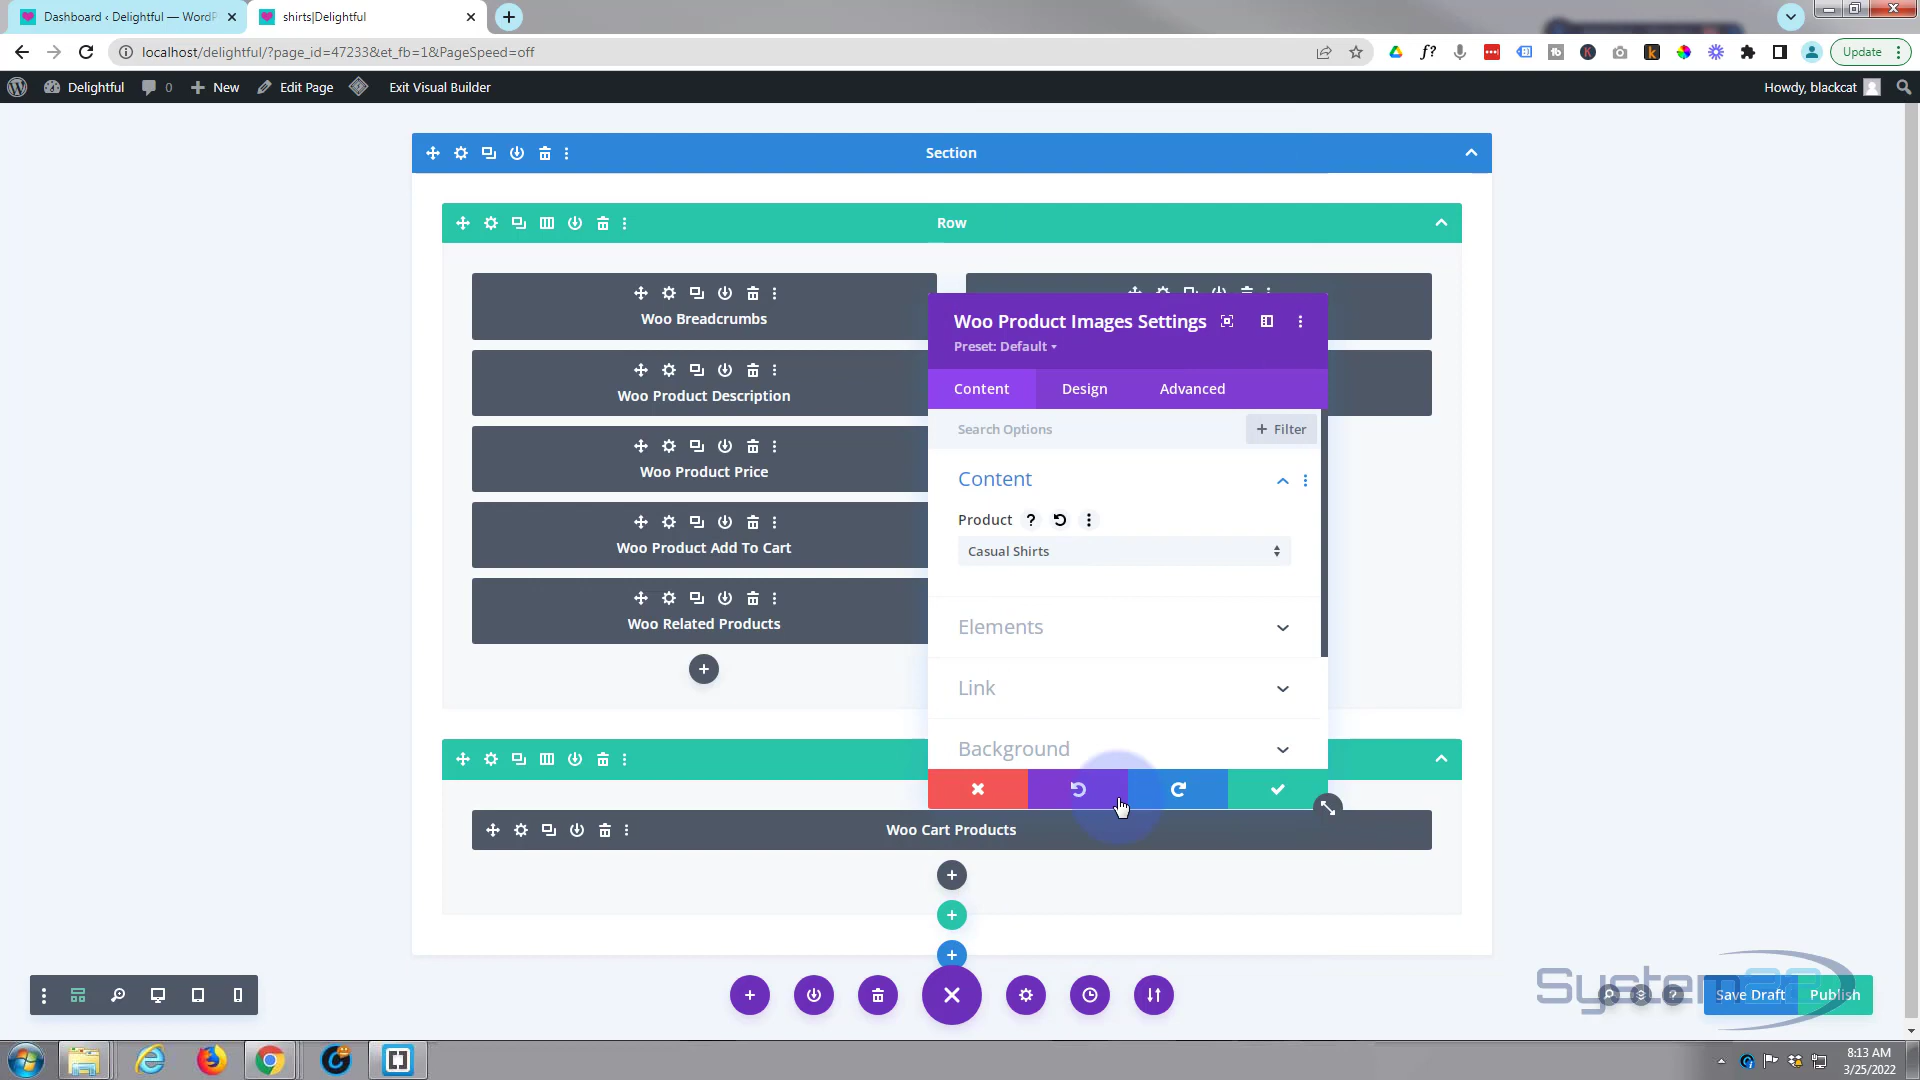 Dashboard ‹ Delightful — WordP
shirts|Delightful
localhost/delightful/?page_id=47233&et_fb=1&PageSpeed=off
Update
Delightful
0
New
Edit Page
Exit Visual Builder
Howdy, blackcat
Section
Row
Woo Breadcrumbs
Woo Product Images Settings
Preset: Default
Woo Product Description
Content
Design
Advanced
Search Options
+ Filter
Woo Product Price
Content
Product
Casual Shirts
Woo Product Add To Cart
Elements
Woo Related Products
Link
Background
Woo Cart Products
Save Draft
Publish
System22
8:13 AM
3/25/2022